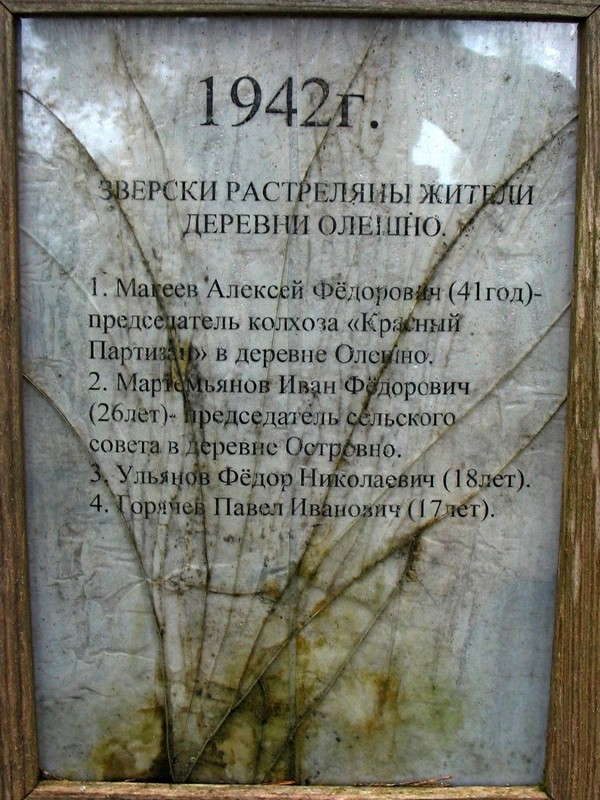 1942г.
ЗВЕРСКИ РАСТРЕЛЯНЫ ЖИТЕЛИ
ДЕРЕВНИ ОЛЕШНО.
1. Матеев Алексей Фёдорович (41год)-
председатель колхоза «Красный
Партизан» в деревне Олешно.
2. Мартемьянов Иван Фёдорович
(26лет)- председатель сельского
совета в деревне Островно.
3. Ульянов Фёдор Николаевич (18лет).
4. Горячев Павел Иванович (17лет).